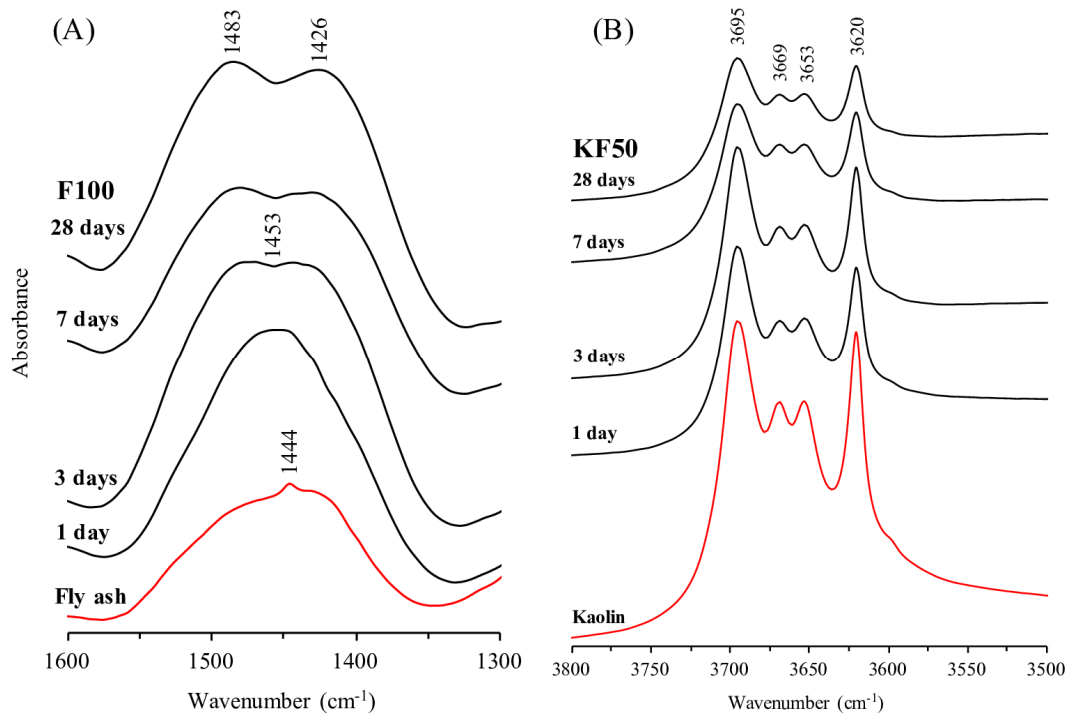 (A)
1483
1426
F100
28 days
1453
7 days
3 days
1444
1 day
Fly ash
Absorbance
1600
1500
1400
1300
Wavenumber (cm-1)
(B)
3695
3669
3653
3620
KF50
28 days
7 days
3 days
1 day
Kaolin
3800
3750
3700
3650
3600
3550
3500
Wavenumber (cm-1)